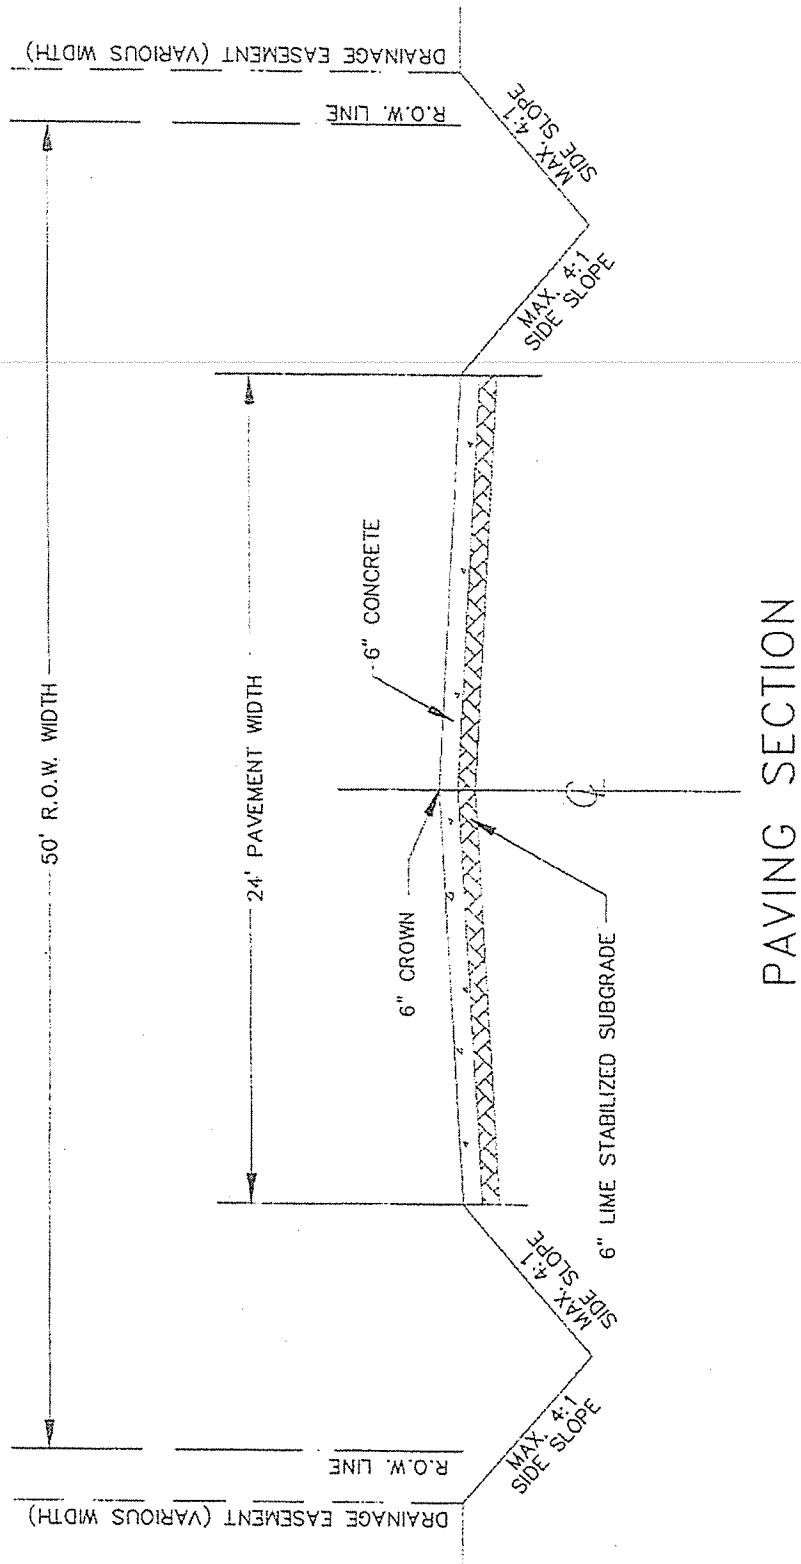 DRAINAGE EASEMENT (VARIOUS WIDTH)
R.O.W. LINE
50' R.O.W. WIDTH
R.O.W. LINE
DRAINAGE EASEMENT (VARIOUS WIDTH)
24' PAVEMENT WIDTH
6" CROWN
6" CONCRETE
MAX. 4:1
SIDE SLOPE
MAX. 4:1
SIDE SLOPE
MAX. 4:1
SIDE SLOPE
MAX. 4:1
SIDE SLOPE
6" LIME STABILIZED SUBGRADE
CL
PAVING SECTION